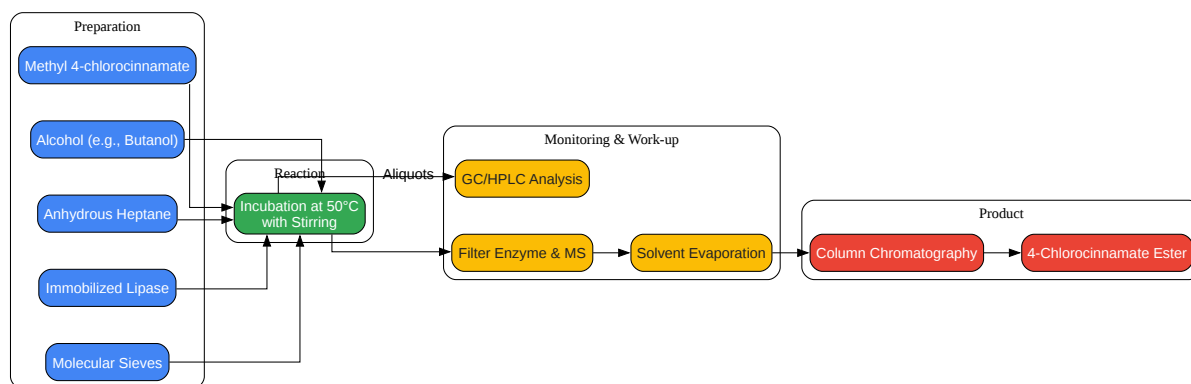 Preparation
Methyl 4-chlorocinnamate
Alcohol (e.g., Butanol)
Anhydrous Heptane
Immobilized Lipase
Molecular Sieves
Reaction
Incubation at 50°C
with Stirring
Aliquots
Monitoring & Work-up
GC/HPLC Analysis
Filter Enzyme & MS
Solvent Evaporation
Product
Column Chromatography
4-Chlorocinnamate Ester